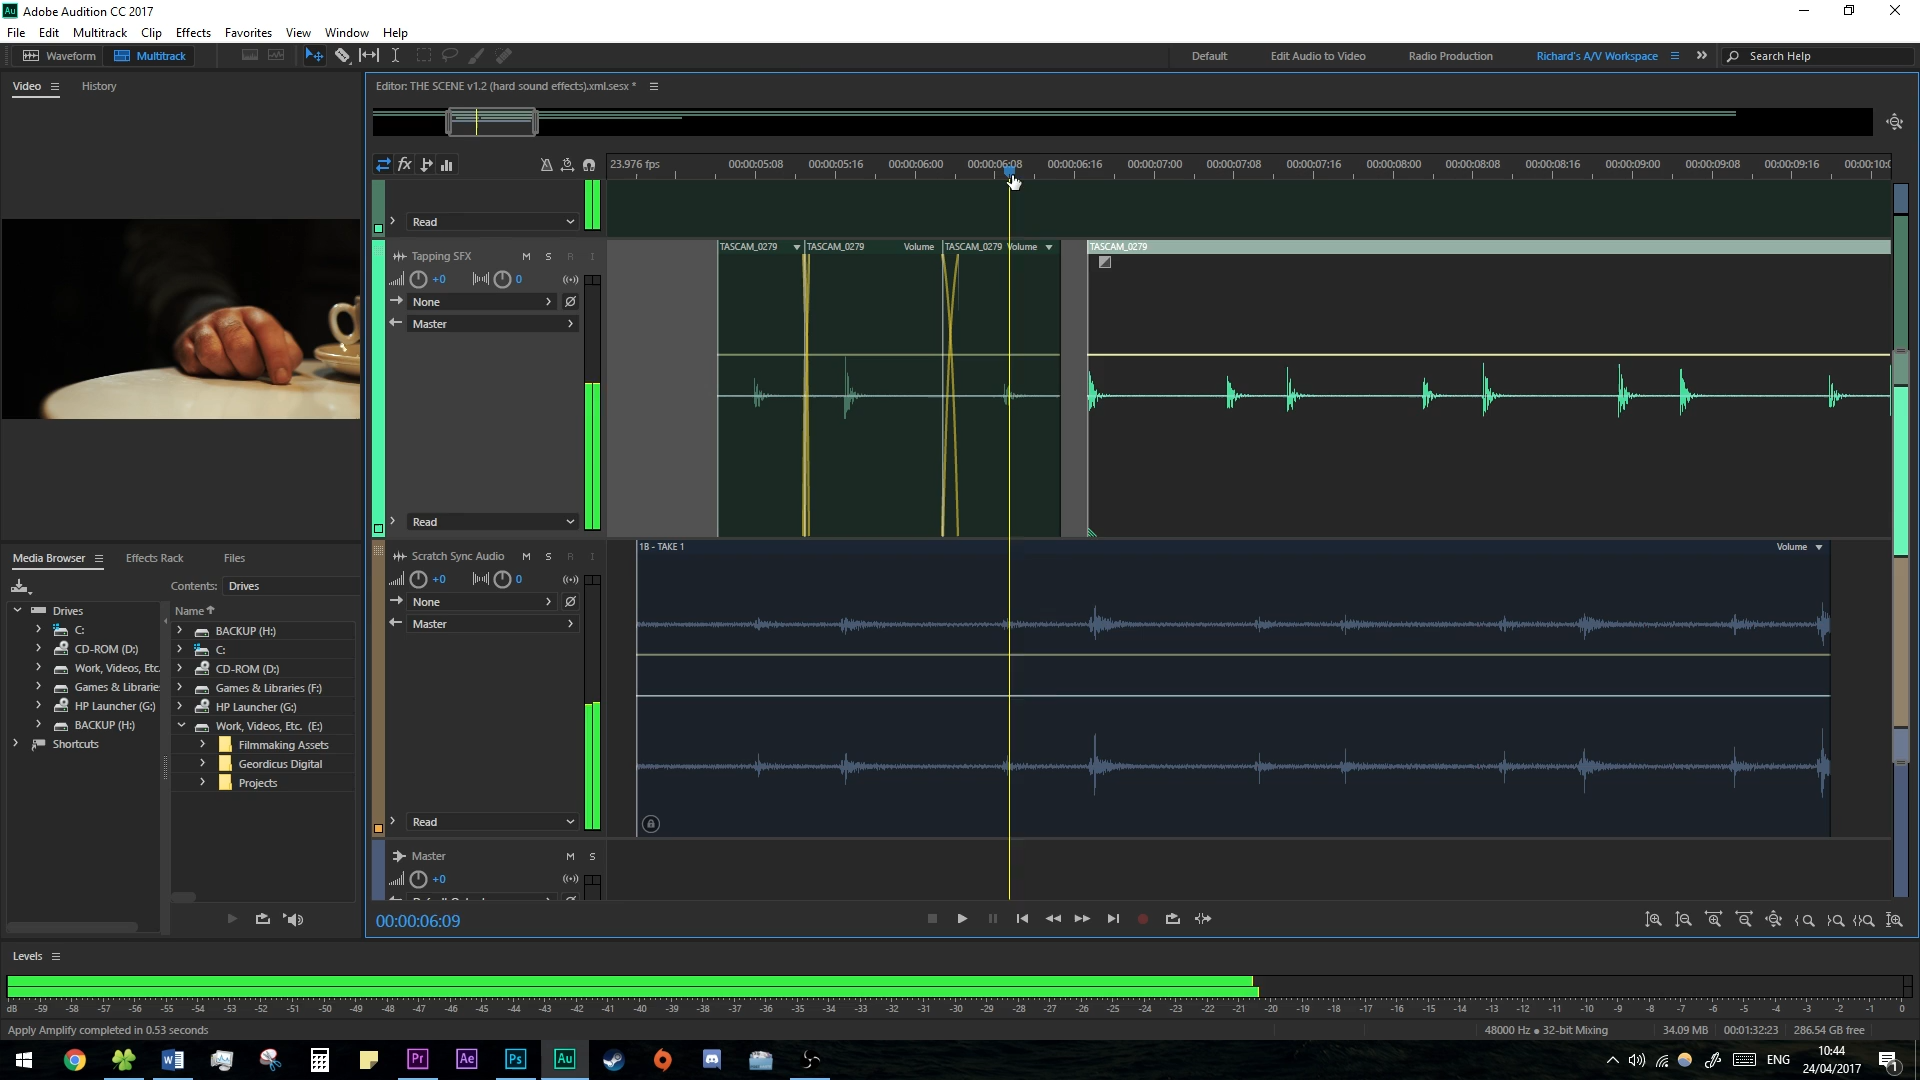 Au Adobe Audition CC 2017
File Edit Multitrack Clip Effects Favorites View Window Help
Waveform Multitrack Default Edit Audio to Video Radio Production Richard's A/V Workspace Search Help
Video History
Editor: THE SCENE v1.2 (hard sound effects).xml.sesx *
fx 23.976 fps 00:00:05:08 00:00:05:16 00:00:06:00 00:00:06:08 00:00:06:16 00:00:07:00 00:00:07:08 00:00:07:16 00:00:08:00 00:00:08:08 00:00:08:16 00:00:09:00 00:00:09:08 00:00:09:16 00:00:10:0
Read
TASCAM_0279 TASCAM_0279 Volume TASCAM_0279 Volume TASCAM_0279
Tapping SFX M S R I
+0 0
None
Master
Read
Scratch Sync Audio M S R I
+0 0
None
Master
Read
18 - TAKE 1 Volume
Master M S
+0
Media Browser Effects Rack Files
Contents: Drives
Drives
C:
CD-ROM (D:)
Work, Videos, Etc.
Games & Librarie
HP Launcher (G:)
BACKUP (H:)
Shortcuts
Name
BACKUP (H:)
C:
CD-ROM (D:)
Games & Libraries (F:)
HP Launcher (G:)
Work, Videos, Etc. (E:)
Filmmaking Assets
Geordicus Digital
Projects
00:00:06:09
Levels
dB -59 -58 -57 -56 -55 -54 -53 -52 -51 -50 -49 -48 -47 -46 -45 -44 -43 -42 -41 -40 -39 -38 -37 -36 -35 -34 -33 -32 -31 -30 -29 -28 -27 -26 -25 -24 -23 -22 -21 -20 -19 -18 -17 -16 -15 -14 -13 -12 -11 -10 -9 -8 -7 -6 -5 -4 -3 -2 -1 0
Apply Amplify completed in 0.53 seconds 48000 Hz ● 32-bit Mixing 34.09 MB 00:01:32:23 286.54 GB free
Pr Ae Ps Au ENG 10:44
24/04/2017 1